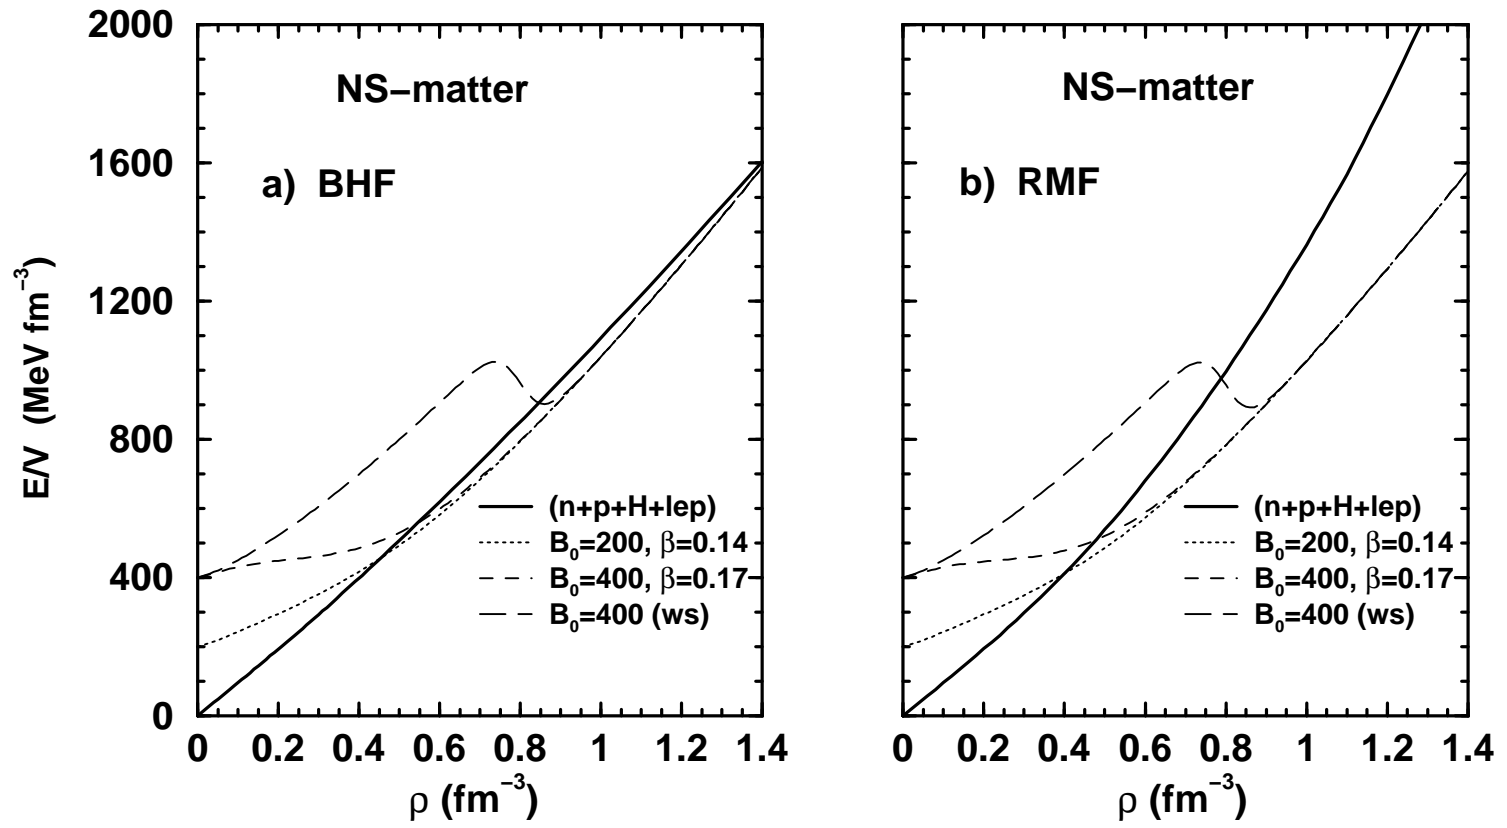 2000
1600
1200
800
400
0
E/V (MeV fm⁻³)
NS−matter
a) BHF
(n+p+H+lep)
B₀=200, β=0.14
B₀=400, β=0.17
B₀=400 (ws)
0 0.2 0.4 0.6 0.8 1 1.2 1.4
ρ (fm⁻³)
NS−matter
b) RMF
(n+p+H+lep)
B₀=200, β=0.14
B₀=400, β=0.17
B₀=400 (ws)
0 0.2 0.4 0.6 0.8 1 1.2 1.4
ρ (fm⁻³)